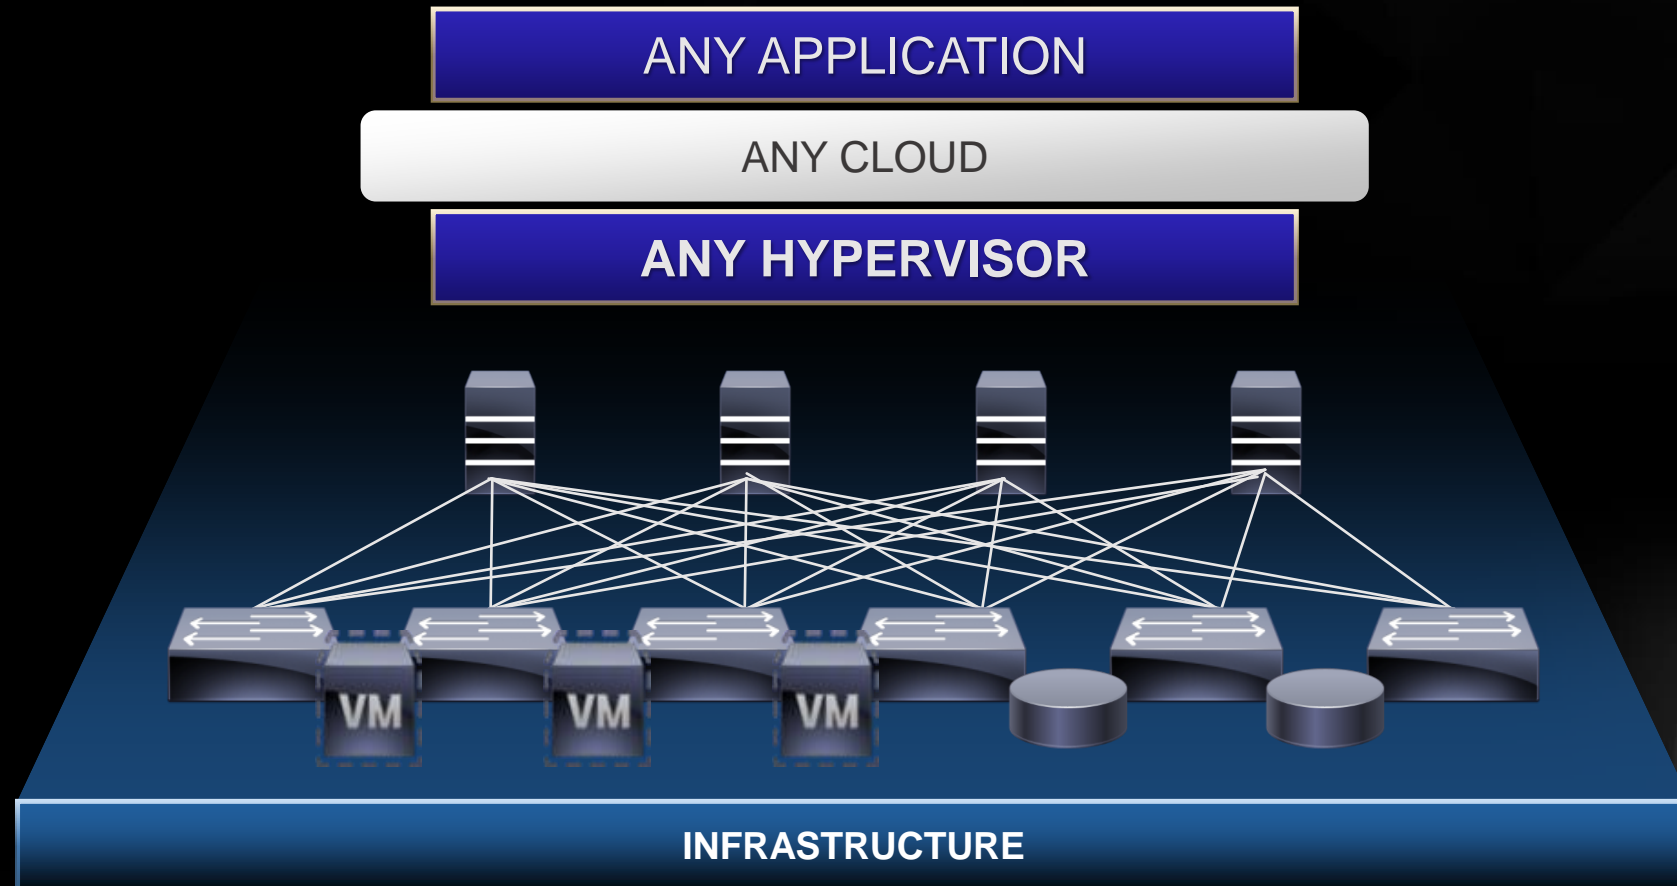 ANY APPLICATION
ANY CLOUD
ANY HYPERVISOR
VM
VM
VM
INFRASTRUCTURE